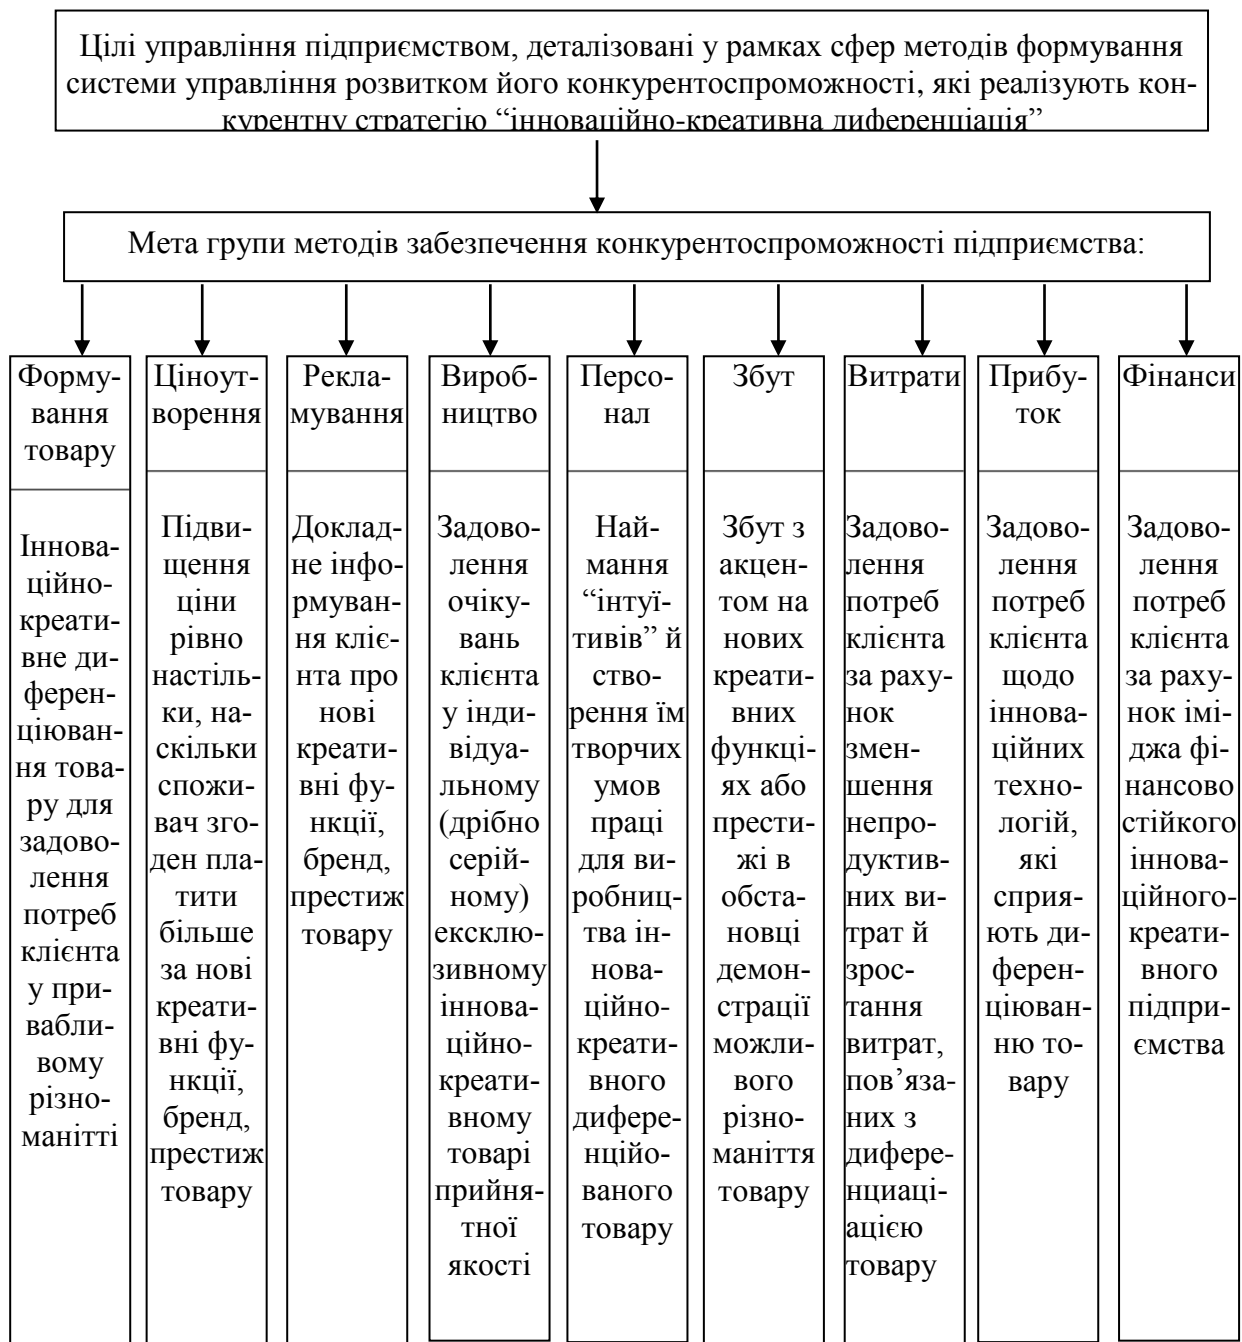 Цілі управління підприємством, деталізовані у рамках сфер методів формування
системи управління розвитком його конкурентоспроможності, які реалізують кон-
курентну стратегію “інноваційно-креативна диференціація”
Мета групи методів забезпечення конкурентоспроможності підприємства:
Форму-
вання
товару
Інновa-
ційно-
креати-
вне ди-
ферен-
ціюван-
ня това-
ру для
задово-
лення
потреб
клієнта
у при-
вабли-
вому
різно-
манітті
Ціноут-
ворення
Підви-
щення
ціни
рівно
настіль-
ки, на-
скільки
спожи-
вач зго-
ден пла-
тити
більше
за нові
креати-
вні фу-
нкції,
бренд,
престиж
товару
Рекла-
мування
Доклад-
не інфо-
рмуван-
ня кліє-
нта про
нові
креати-
вні фу-
нкції,
бренд,
престиж
товару
Вироб-
ництво
Задово-
лення
очіку-
вань
клієнта
у інди-
відуа-
льному
(дрібно
серій-
ному)
ексклю-
зивному
іннова-
ційно-
креати-
вному
товарі
прийня-
тної
якості
Персо-
нал
Най-
мання
“інтуї-
тивів” й
ство-
рення їм
творчих
умов
праці
для ви-
робниц-
тва ін-
нова-
ційно-
креати-
вного
дифере-
нційо-
ваного
товару
Збут
Збут з
акцен-
том на
нових
креати-
вних
функці-
ях або
прести-
жі в
обста-
новці
демон-
страції
можли-
вого
різно-
маніття
товару
Витрати
Задово-
лення
потреб
клієнта
за раху-
нок
змен-
шення
непро-
дуктив-
них ви-
трат й
зрос-
тання
витрат,
пов’яза-
них з
дифере-
нциаці-
ацією
товару
Прибу-
ток
Задово-
лення
потреб
клієнта
щодо
іннова-
ційних
техно-
логій,
які
сприя-
ють ди-
ферен-
ціюван-
ню то-
вару
Фінанси
Задово-
лення
потреб
клієнта
за раху-
нок імі-
джа фі-
нансово
стійкого
іннова-
ційного-
креати-
вного
підпри-
ємства